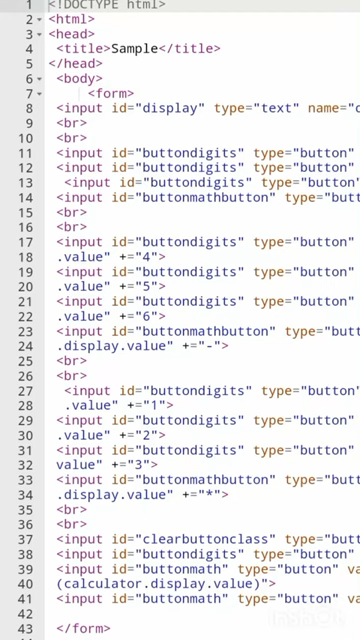 1 <!DOCTYPE html>
2 <html>
3 <head>
4 <title>Sample</title>
5 </head>
6 <body>
7 <form>
8 <input id="display" type="text" name="
9 <br>
10 <br>
11 <input id="buttondigits" type="button"
12 <input id="buttondigits" type="button"
13 <input id="buttondigits" type="button"
14 <input id="buttonmathbutton" type="
15 <br>
16 <br>
17 <input id="buttondigits" type="button"
18 .value" +="4">
19 <input id="buttondigits" type="button"
20 .value" +="5">
21 <input id="buttondigits" type="button"
22 .value" +="6">
23 <input id="buttonmathbutton" type="
24 .display.value" +="-">
25 <br>
26 <br>
27 <input id="buttondigits" type="button"
28 .value" +="1">
29 <input id="buttondigits" type="button"
30 .value" +="2">
31 <input id="buttondigits" type="button"
32 value" +="3">
33 <input id="buttonmathbutton" type="
34 .display.value" +="*">
35 <br>
36 <br>
37 <input id="clearbuttonclass" type="
38 <input id="buttondigits" type="button"
39 <input id="buttonmath" type="button" va
40 (calculator.display.value)">
41 <input id="buttonmath" type="button" va
42
43 </form>
InShot